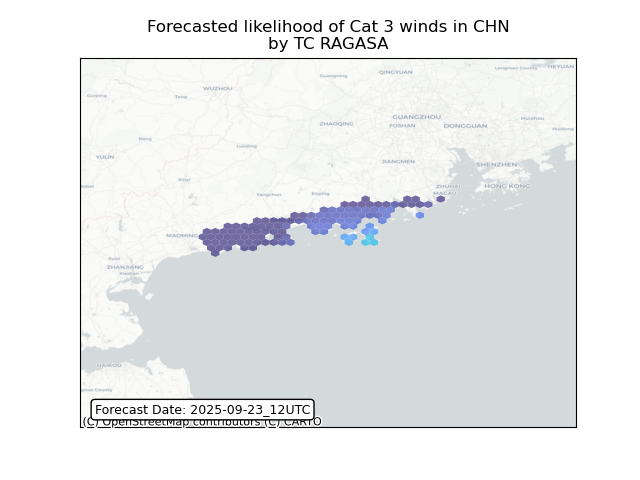 Forecasted likelihood of Cat 3 winds in CHN
by TC RAGASA
QINGYUAN
WUZHOU
GUANGZHOU
ZHAOQING
FOSHAN
DONGGUAN
YULIN
JIANGMEN
SHENZHEN
ZHUHAI
HONG KONG
MACAU
MAOMING
ZHANJIANG
HAIKOU
Forecast Date: 2025-09-23_12UTC
(C) OpenStreetMap contributors (C) CARTO